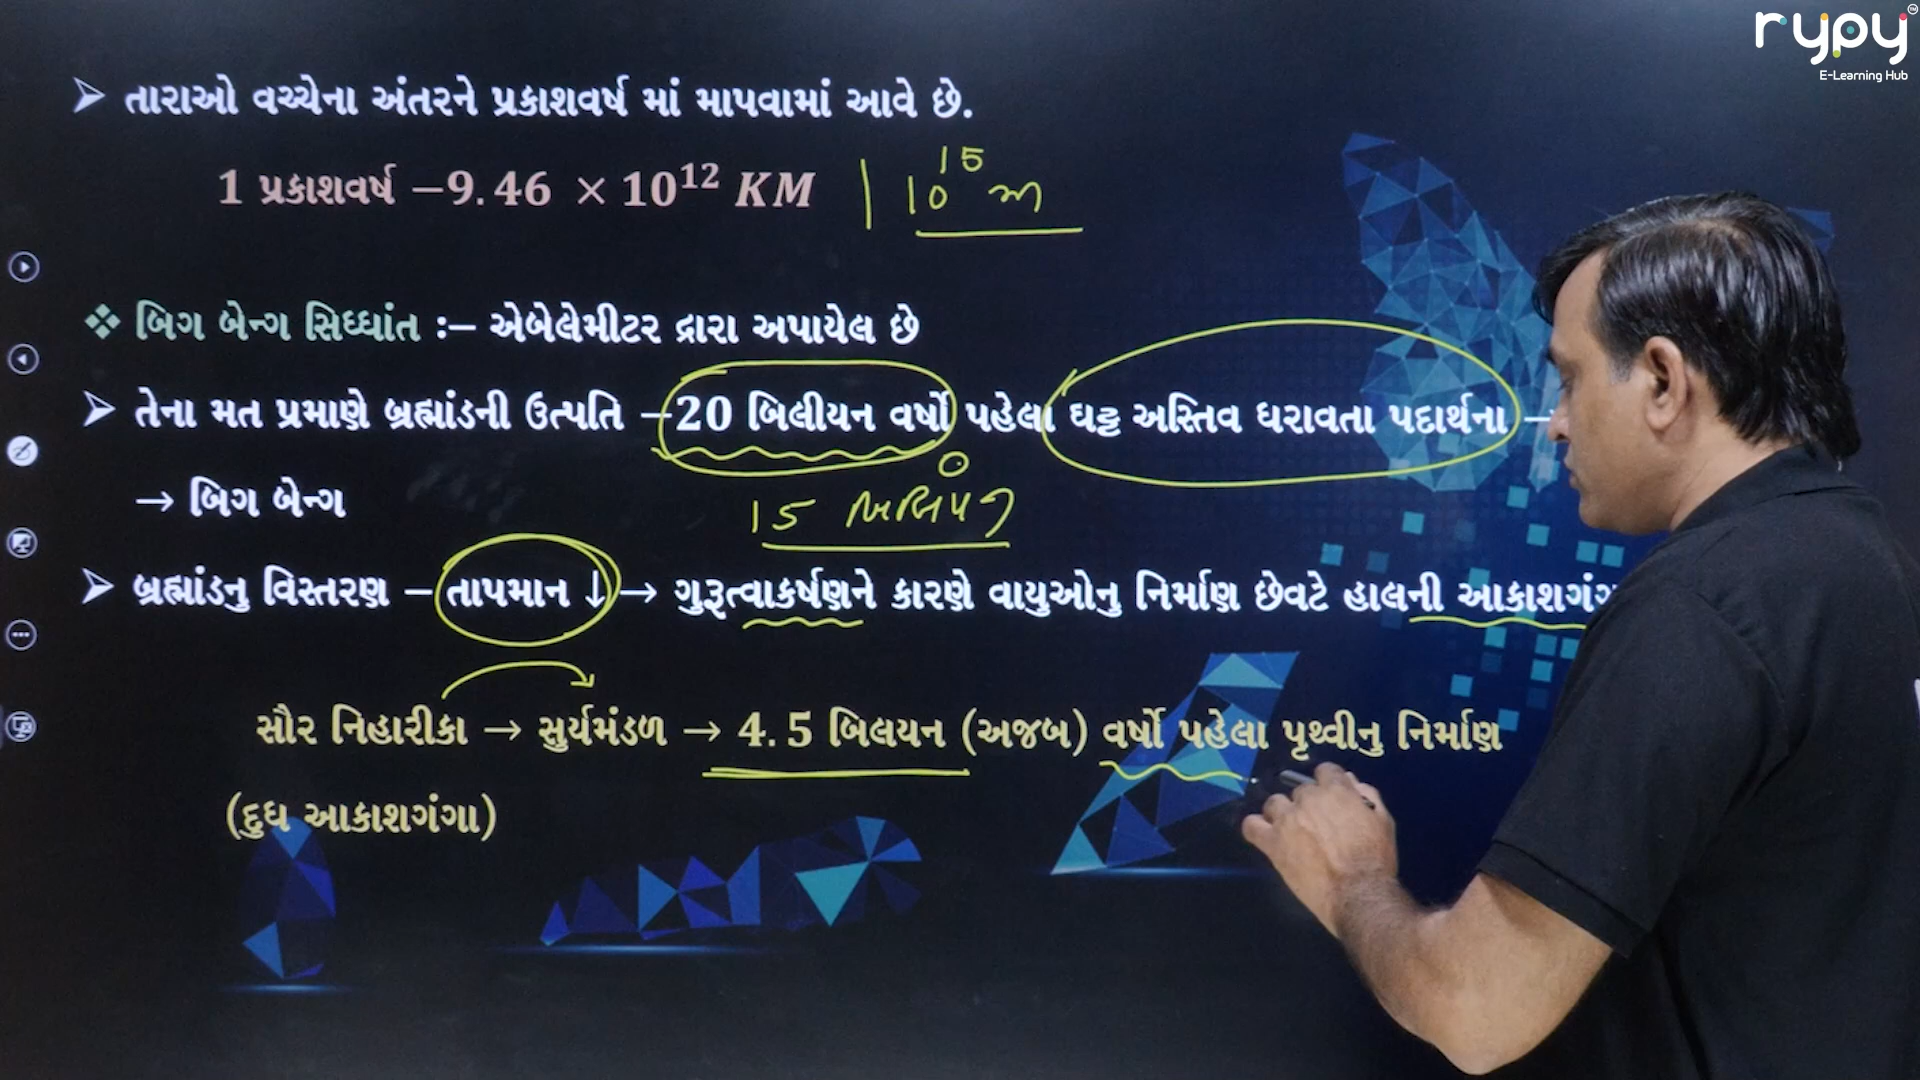 rypy
E-Learning Hub
તારાઓ વચ્ચેના અંતરને પ્રકાશવર્ષ માં માપવામાં આવે છે.
1 પ્રકાશવર્ષ –9.46 × 10¹² KM | 10¹⁵ મ
બિગ બેન્ગ સિધ્ધાંત :– એબેલેમીટર દ્રારા અપાયેલ છે
તેના મત પ્રમાણે બ્રહ્માંડની ઉત્પતિ –20 બિલીયન વર્ષો પહેલા ઘટ્ટ અસ્તિવ ધરાવતા પદાર્થના –
→ બિગ બેન્ગ
15
બ્રહ્માંડનુ વિસ્તરણ – તાપમાન ↓ → ગુરૂત્વાકર્ષણને કારણે વાયુઓનુ નિર્માણ છેવટે હાલની
સૌર નિહારીકા → સુર્યમંડળ → 4.5 બિલયન (અજબ) વર્ષો પહેલા પૃથ્વીનુ નિર્માણ
(દુધ આકાશગંગા)